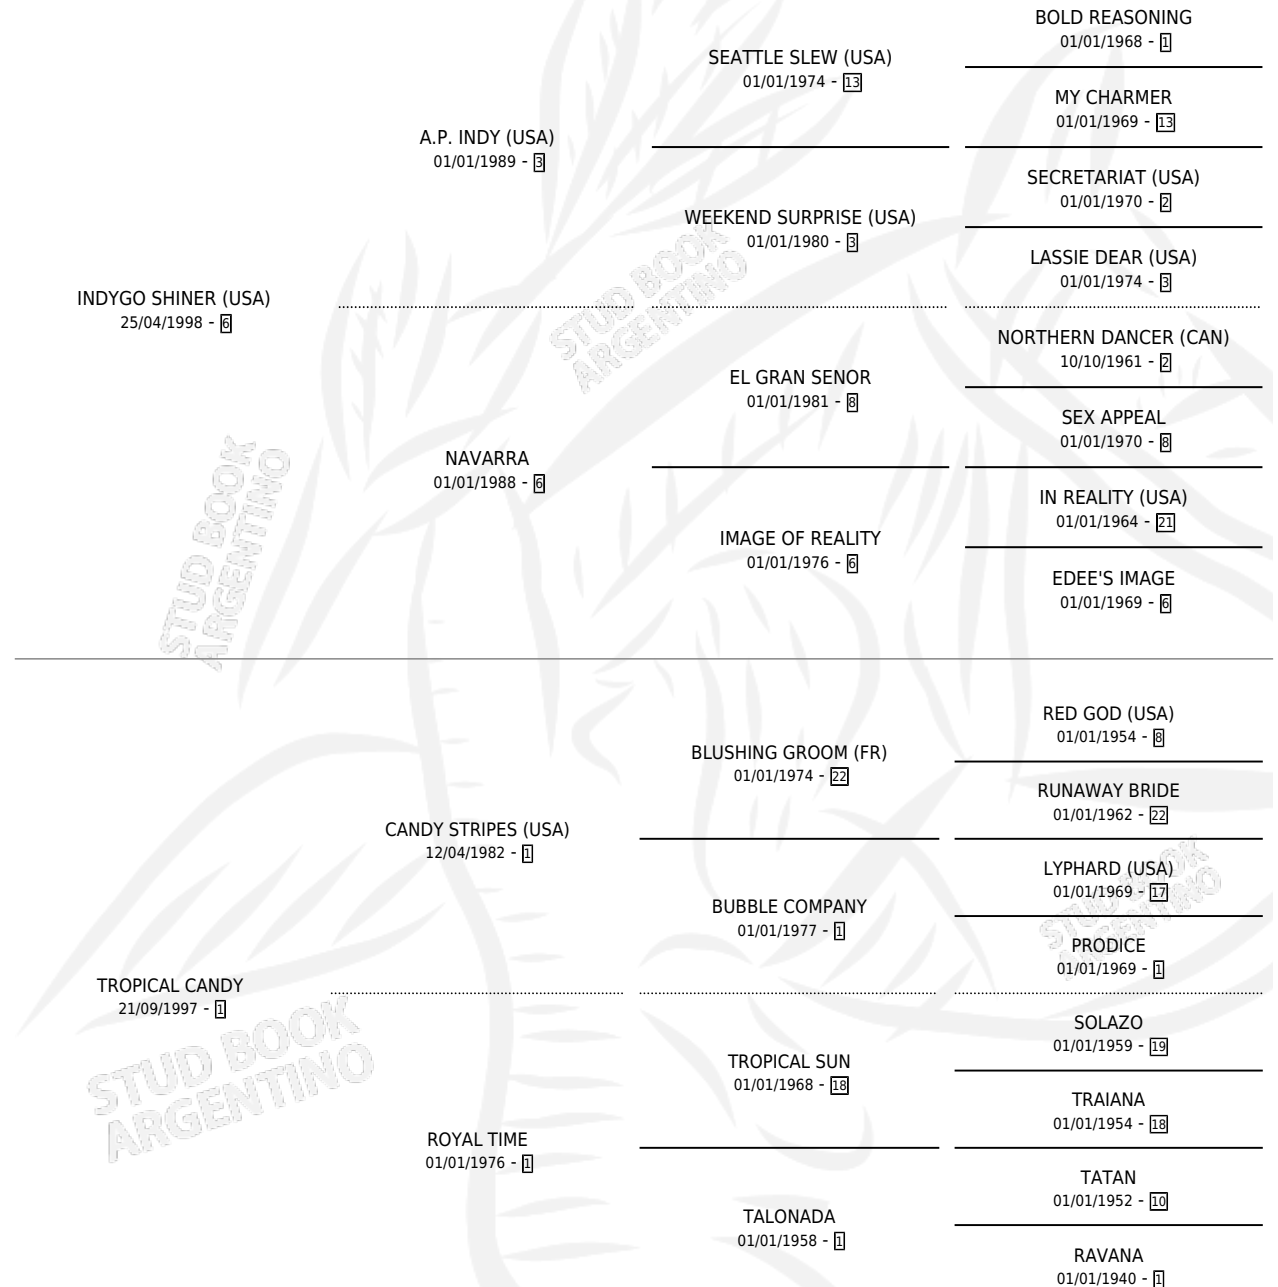 BOLD REASONING
01/01/1968 - 1
SEATTLE SLEW (USA)
01/01/1974 - 13
MY CHARMER
01/01/1969 - 13
A.P. INDY (USA)
01/01/1989 - 3
SECRETARIAT (USA)
01/01/1970 - 2
WEEKEND SURPRISE (USA)
01/01/1980 - 3
LASSIE DEAR (USA)
01/01/1974 - 3
STUD BOOK
ARGENTINO
INDYGO SHINER (USA)
25/04/1998 - 6
NORTHERN DANCER (CAN)
10/10/1961 - 2
EL GRAN SENOR
01/01/1981 - 8
SEX APPEAL
01/01/1970 - 8
NAVARRA
01/01/1988 - 6
IN REALITY (USA)
01/01/1964 - 21
IMAGE OF REALITY
01/01/1976 - 6
EDEE'S IMAGE
01/01/1969 - 6
STUD BOOK
ARGENTINO
RED GOD (USA)
01/01/1954 - 8
BLUSHING GROOM (FR)
01/01/1974 - 22
RUNAWAY BRIDE
01/01/1962 - 22
CANDY STRIPES (USA)
12/04/1982 - 1
LYPHARD (USA)
01/01/1969 - 17
BUBBLE COMPANY
01/01/1977 - 1
PRODICE
01/01/1969 - 1
STUD BOOK
ARGENTINO
TROPICAL CANDY
21/09/1997 - 1
SOLAZO
01/01/1959 - 19
TROPICAL SUN
01/01/1968 - 18
TRAIANA
01/01/1954 - 18
STUD BOOK
ARGENTINO
ROYAL TIME
01/01/1976 - 1
TATAN
01/01/1952 - 10
TALONADA
01/01/1958 - 1
RAVANA
01/01/1940 - 1